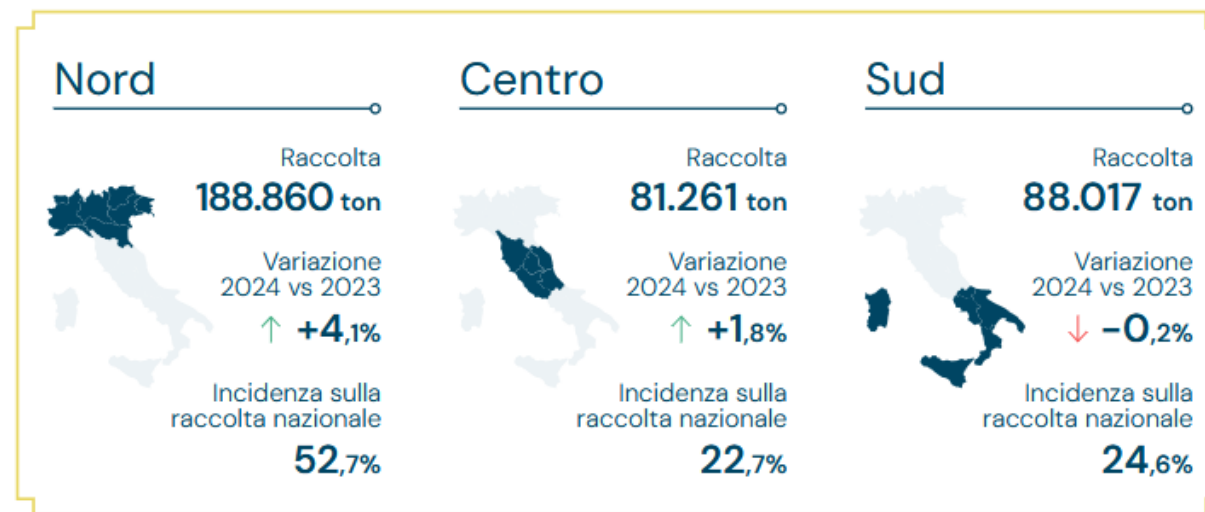 Nord
Raccolta
188.860 ton
Variazione
2024 vs 2023
↑ +4,1%
Incidenza sulla
raccolta nazionale
52,7%
Centro
Raccolta
81.261 ton
Variazione
2024 vs 2023
↑ +1,8%
Incidenza sulla
raccolta nazionale
22,7%
Sud
Raccolta
88.017 ton
Variazione
2024 vs 2023
↓ -0,2%
Incidenza sulla
raccolta nazionale
24,6%